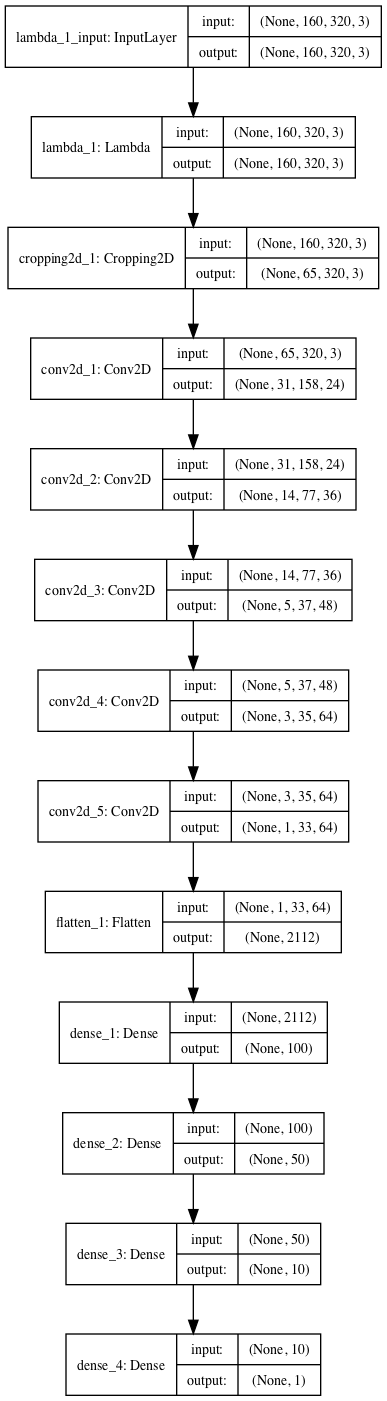 lambda_1_input: InputLayer
input: (None, 160, 320, 3)
output: (None, 160, 320, 3)
lambda_1: Lambda
input: (None, 160, 320, 3)
output: (None, 160, 320, 3)
cropping2d_1: Cropping2D
input: (None, 160, 320, 3)
output: (None, 65, 320, 3)
conv2d_1: Conv2D
input: (None, 65, 320, 3)
output: (None, 31, 158, 24)
conv2d_2: Conv2D
input: (None, 31, 158, 24)
output: (None, 14, 77, 36)
conv2d_3: Conv2D
input: (None, 14, 77, 36)
output: (None, 5, 37, 48)
conv2d_4: Conv2D
input: (None, 5, 37, 48)
output: (None, 3, 35, 64)
conv2d_5: Conv2D
input: (None, 3, 35, 64)
output: (None, 1, 33, 64)
flatten_1: Flatten
input: (None, 1, 33, 64)
output: (None, 2112)
dense_1: Dense
input: (None, 2112)
output: (None, 100)
dense_2: Dense
input: (None, 100)
output: (None, 50)
dense_3: Dense
input: (None, 50)
output: (None, 10)
dense_4: Dense
input: (None, 10)
output: (None, 1)